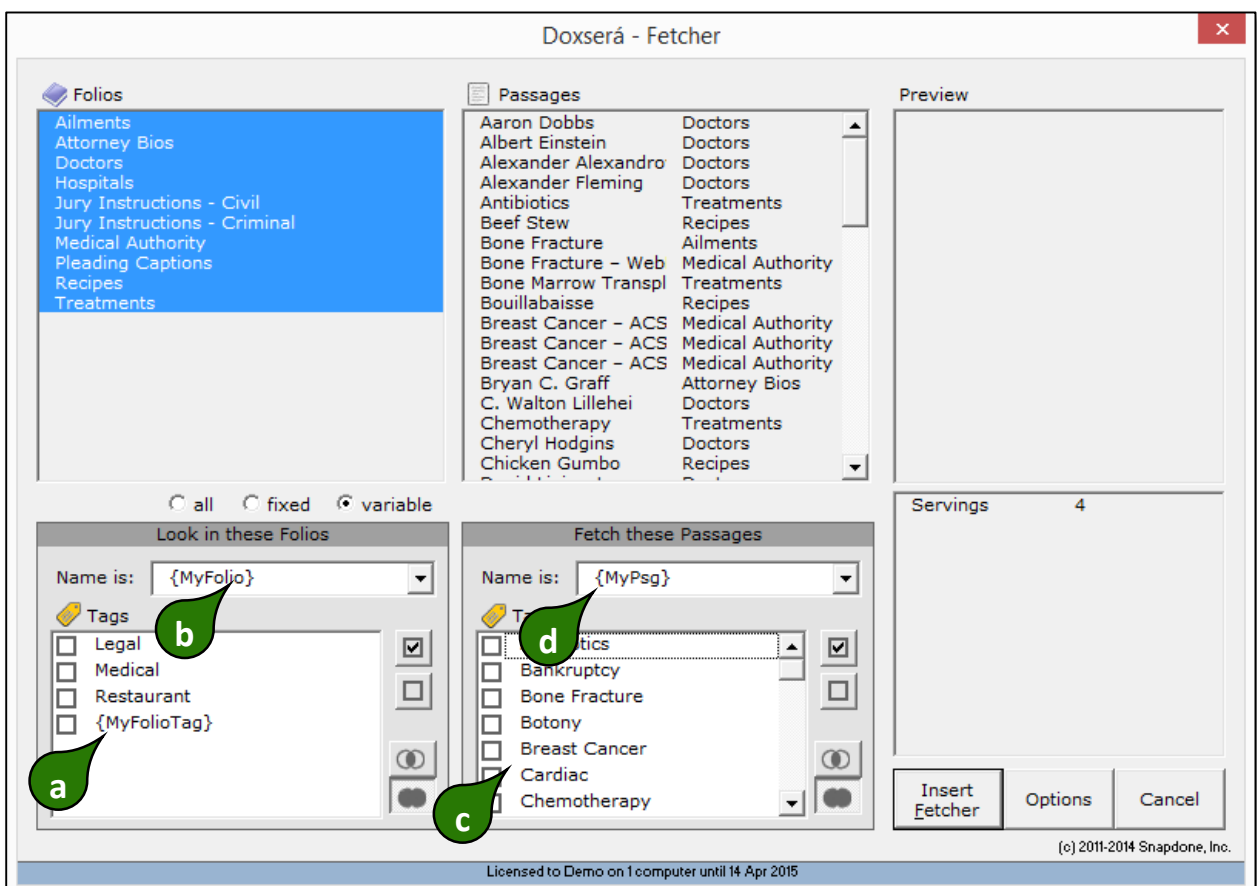 Doxserá - Fetcher
Folios
Ailments
Attorney Bios
Doctors
Hospitals
Jury Instructions - Civil
Jury Instructions - Criminal
Medical Authority
Pleading Captions
Recipes
Treatments
Passages
Aaron Dobbs Doctors
Albert Einstein Doctors
Alexander Alexandro Doctors
Alexander Fleming Doctors
Antibiotics Treatments
Beef Stew Recipes
Bone Fracture Ailments
Bone Fracture – Web Medical Authority
Bone Marrow Transpl Treatments
Bouillabaisse Recipes
Breast Cancer – ACS Medical Authority
Breast Cancer – ACS Medical Authority
Breast Cancer – ACS Medical Authority
Bryan C. Graff Attorney Bios
C. Walton Lillehei Doctors
Chemotherapy Treatments
Cheryl Hodgins Doctors
Chicken Gumbo Recipes
Preview
Servings 4
all fixed variable
Look in these Folios
Name is: {MyFolio}
b
Tags
Legal
Medical
Restaurant
{MyFolioTag}
a
Fetch these Passages
Name is: {MyPsg}
d
Bankruptcy
Bone Fracture
Botony
Breast Cancer
Cardiac
Chemotherapy
c
Insert Fetcher
Options
Cancel
(c) 2011-2014 Snapdone, Inc.
Licensed to Demo on 1 computer until 14 Apr 2015